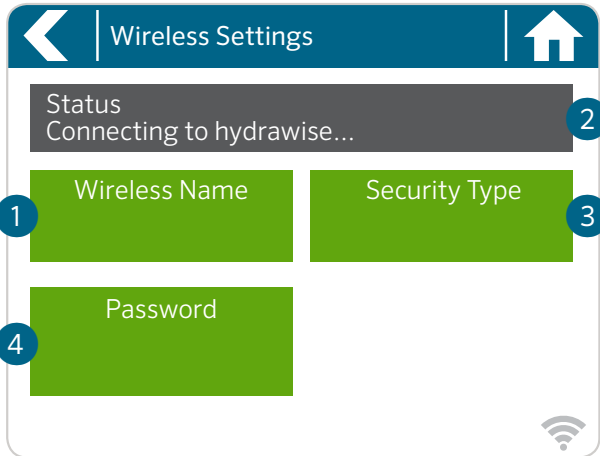 Wireless Settings
Status
Connecting to hydrawise...
2
Wireless Name
Security Type
1
3
Password
4